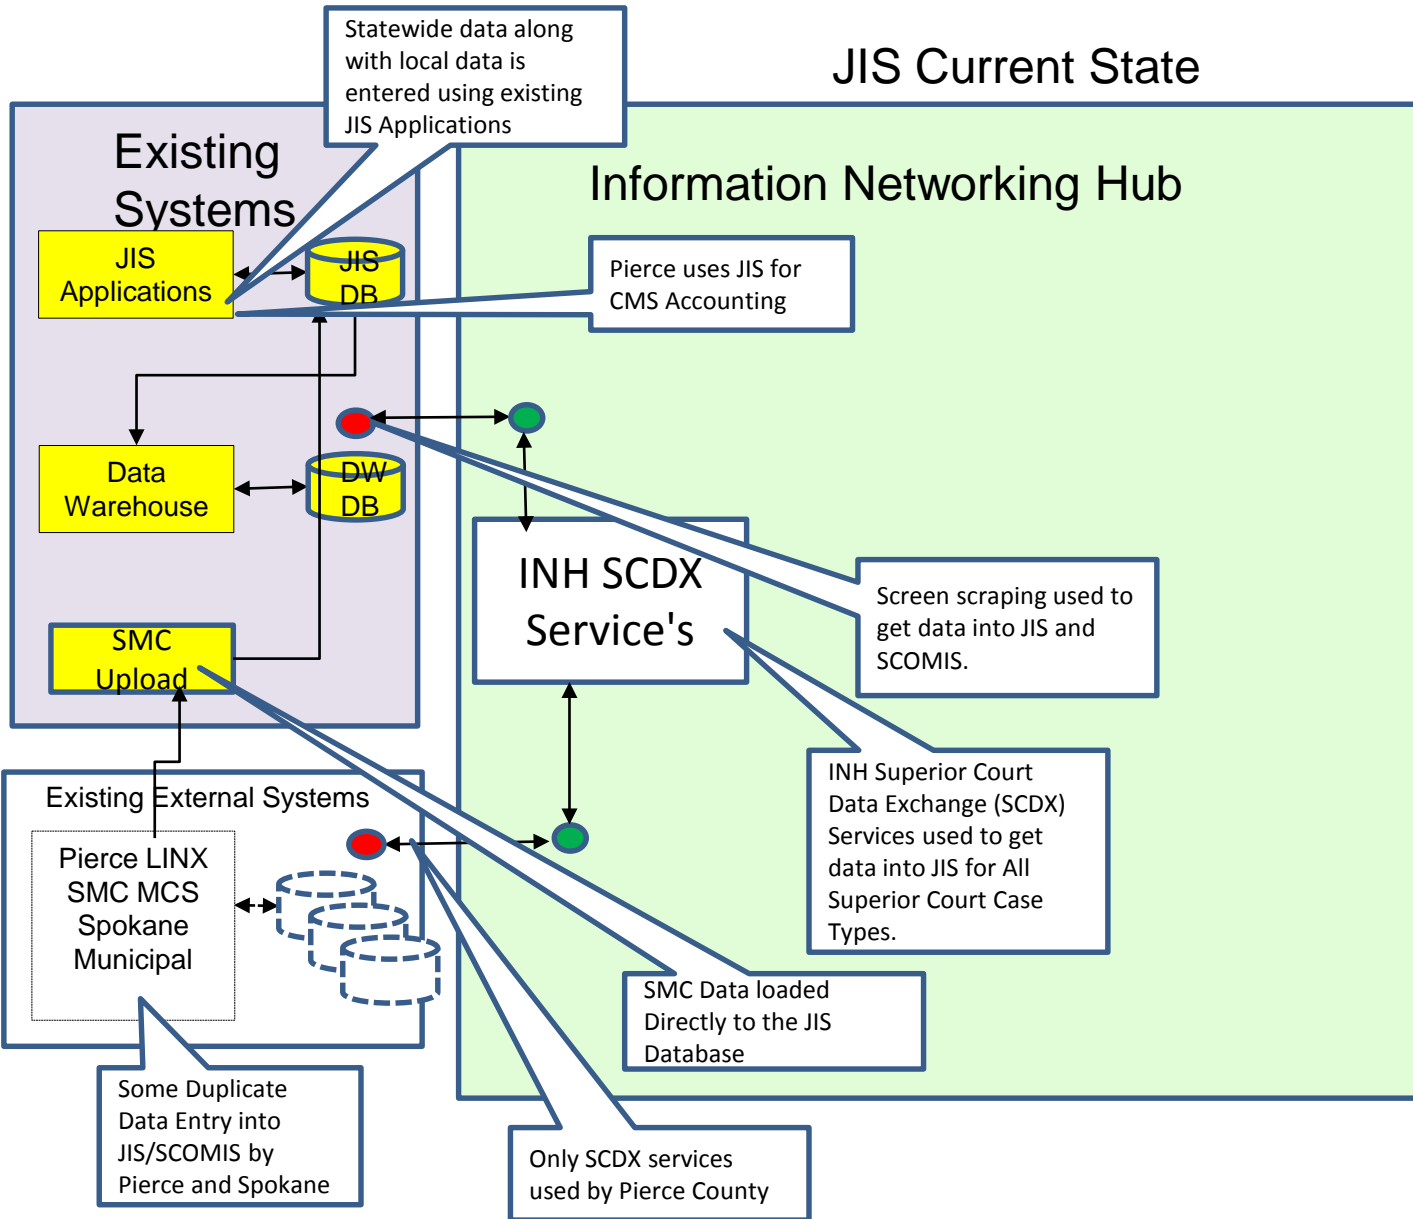 Statewide data along
with local data is
entered using existing
JIS Applications
JIS Current State
Existing
Systems
Information Networking Hub
JIS
Applications
JIS
DB
Pierce uses JIS for
CMS Accounting
Data
Warehouse
DW
DB
INH SCDX
Service's
Screen scraping used to
get data into JIS and
SCOMIS.
SMC
Upload
INH Superior Court
Data Exchange (SCDX)
Services used to get
data into JIS for All
Superior Court Case
Types.
Existing External Systems
Pierce LINX
SMC MCS
Spokane
Municipal
SMC Data loaded
Directly to the JIS
Database
Some Duplicate
Data Entry into
JIS/SCOMIS by
Pierce and Spokane
Only SCDX services
used by Pierce County